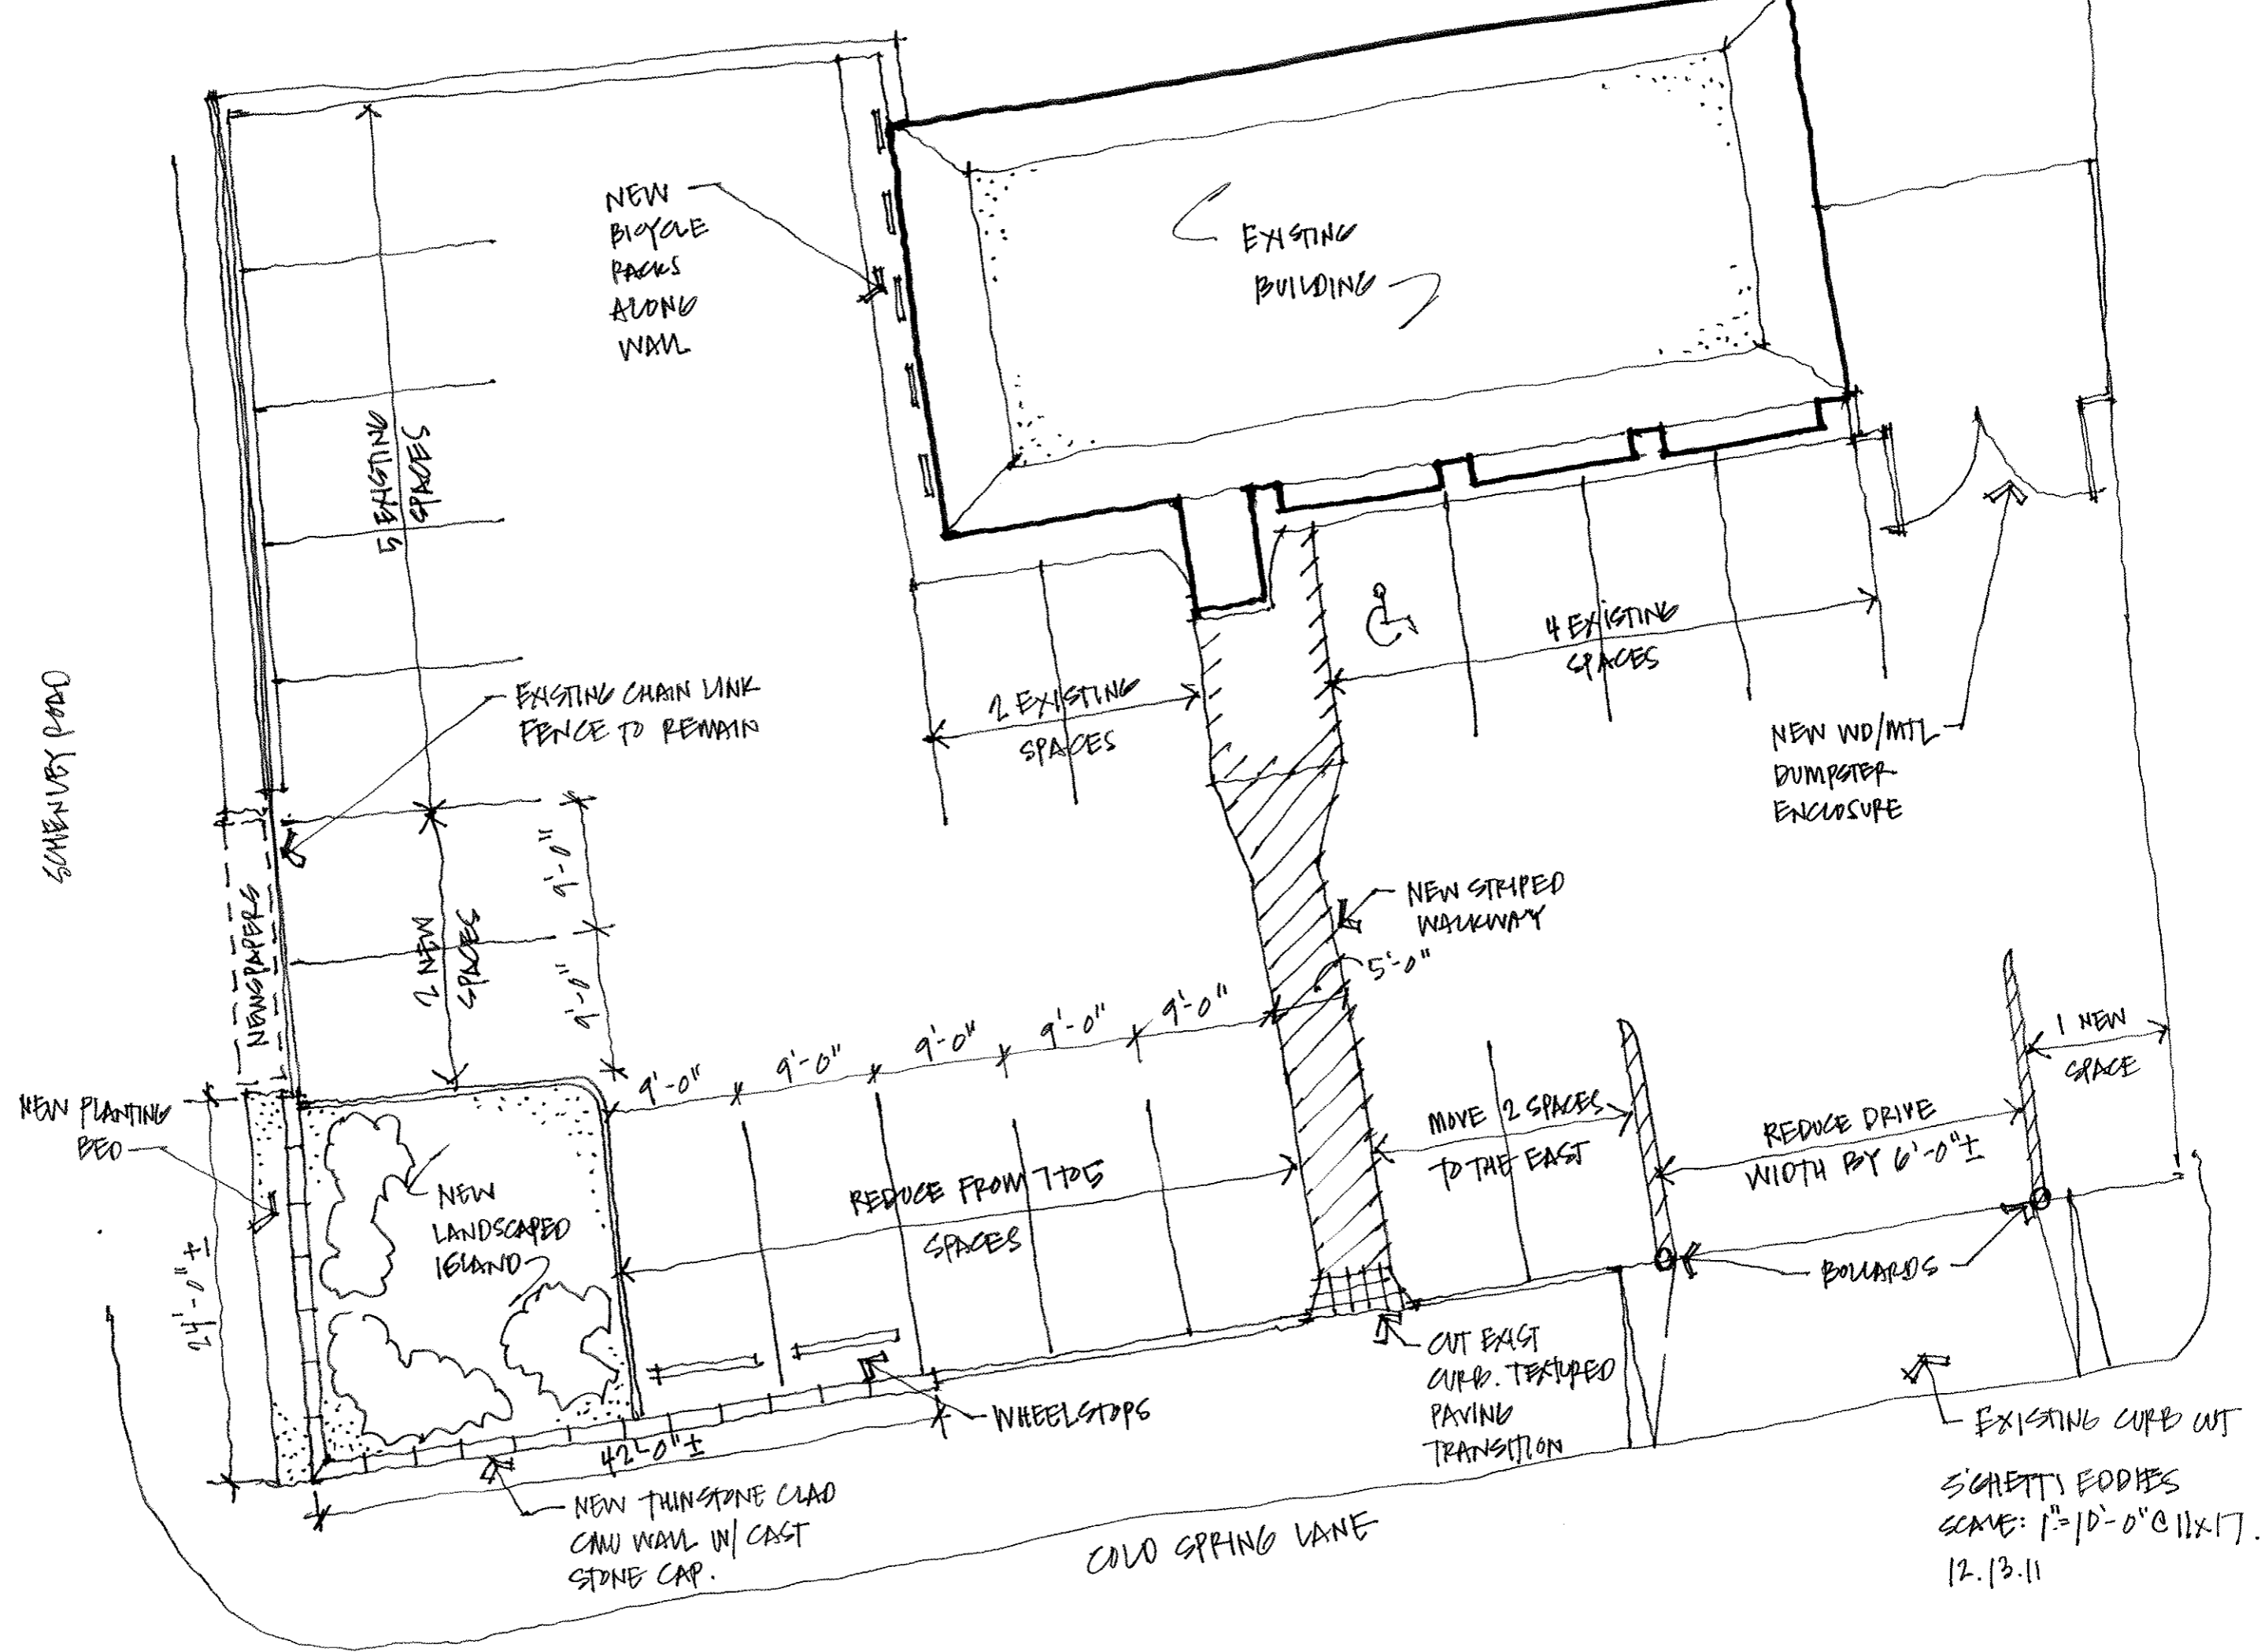 NEW
BICYCLE
RACKS
ALONG
WALL
EXISTING
BUILDING
5 EXISTING
SPACES
EXISTING CHAIN LINK
FENCE TO REMAIN
2 EXISTING
SPACES
4 EXISTING
SPACES
NEW WD/MTL
DUMPSTER
ENCLOSURE
SCHENLEY ROAD
NEWSPAPERS
2 NEW
SPACES
9'-0"
9'-0"
NEW STRIPED
WALKWAY
5'-0"
9'-0"
9'-0"
9'-0"
9'-0"
9'-0"
1 NEW
SPACE
NEW PLANTING
BED
NEW
LANDSCAPED
ISLAND
REDUCE FROM 7 TO 5
SPACES
MOVE 2 SPACES
TO THE EAST
REDUCE DRIVE
WIDTH BY 6'-0"±
24'-0"±
BOLLARDS
WHEELSTOPS
CUT EXIST
CURB. TEXTURED
PAVING
TRANSITION
EXISTING CURB CUT
42'-0"±
NEW THINSTONE CLAD
CMU WALL W/ CAST
STONE CAP.
COLD SPRING LANE
S'GHETTI EDDIES
SCALE: 1"=10'-0" @ 11x17.
12.13.11